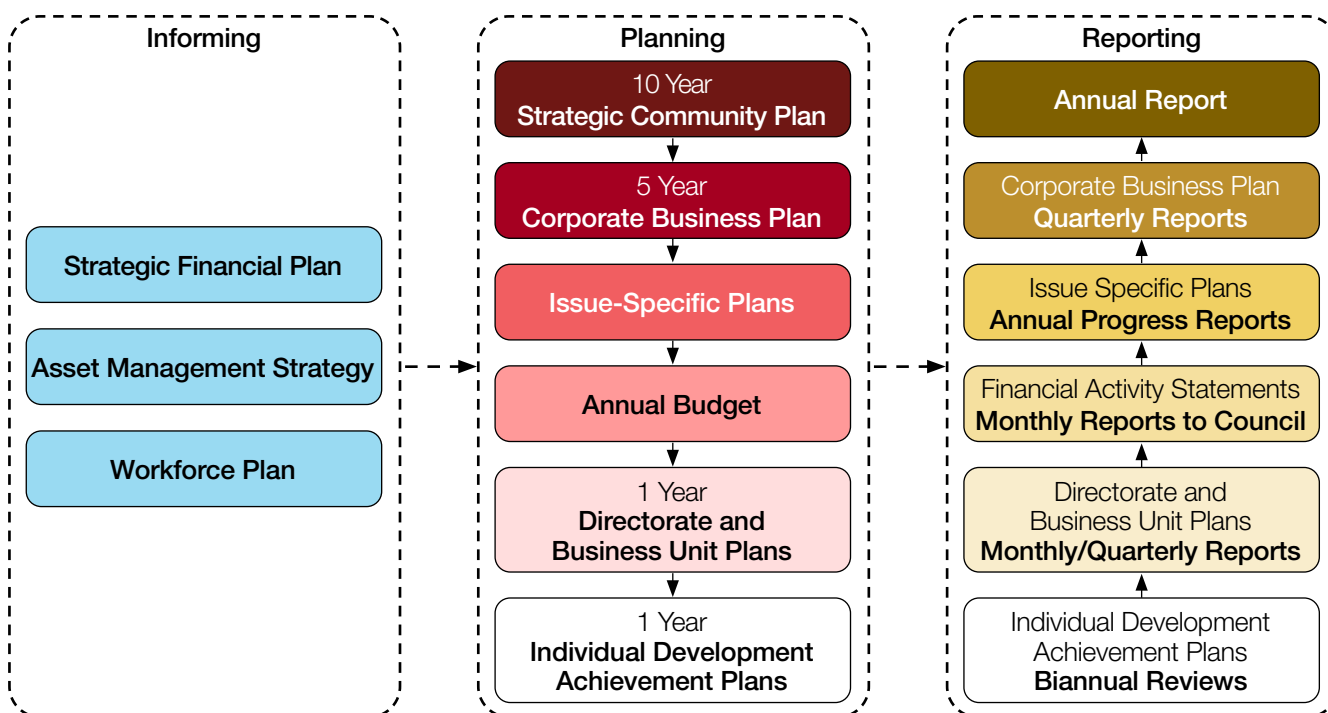 Informing
Strategic Financial Plan
Asset Management Strategy
Workforce Plan
Planning
10 Year
Strategic Community Plan
5 Year
Corporate Business Plan
Issue-Specific Plans
Annual Budget
1 Year
Directorate and
Business Unit Plans
1 Year
Individual Development
Achievement Plans
Reporting
Annual Report
Corporate Business Plan
Quarterly Reports
Issue Specific Plans
Annual Progress Reports
Financial Activity Statements
Monthly Reports to Council
Directorate and
Business Unit Plans
Monthly/Quarterly Reports
Individual Development
Achievement Plans
Biannual Reviews